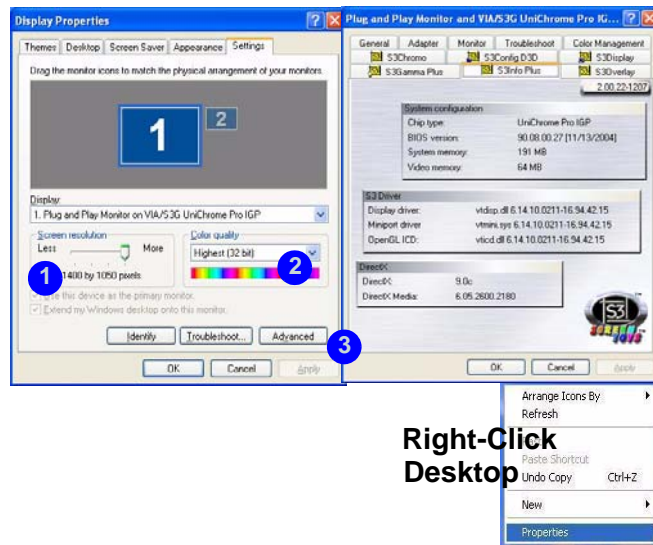 Display Properties
Themes Desktop Screen Saver Appearance Settings
Drag the monitor icons to match the physical arrangement of your monitors.
1
2
Display:
1. Plug and Play Monitor on VIA/S3G UniChrome Pro IGP
Screen resolution
Less More
1400 by 1050 pixels
1
Color quality
Highest (32 bit)
2
this device as the primary monitor.
Extend my Windows desktop onto this monitor.
Identify Troubleshoot... Advanced
3
OK Cancel Apply
Plug and Play Monitor and VIA/S3G UniChrome Pro IG...
General Adapter Monitor Troubleshoot Color Management
S3Chromo S3Config D3D S3Display
S3Gamma Plus S3Info Plus S3Overlay
2.00.22-1207
System configuration
Chip type: UniChrome Pro IGP
BIOS version: 90.08.00.27 [11/13/2004]
System memory: 191 MB
Video memory: 64 MB
S3 Driver
Display driver: vtdisp.dll 6.14.10.0211-16.94.42.15
Miniport driver: vtmini.sys 6.14.10.0211-16.94.42.15
OpenGL ICD: vticd.dll 6.14.10.0211-16.94.42.15
DirectX
DirectX: 9.0c
DirectX Media: 6.05.2600.2180
S3
SCREEN TOYS
OK Cancel Apply
Right-Click
Desktop
Arrange Icons By
Refresh
Paste Shortcut
Undo Copy Ctrl+Z
New
Properties